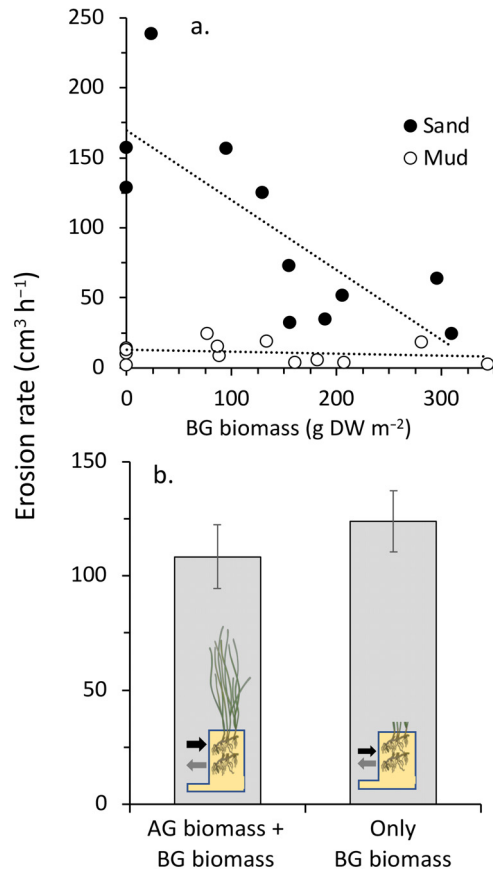 a.
250
200
150
100
50
0
Sand
Mud
0 100 200 300
BG biomass (g DW m⁻²)
Erosion rate (cm³ h⁻¹)
b.
150
100
50
0
AG biomass + BG biomass
Only BG biomass